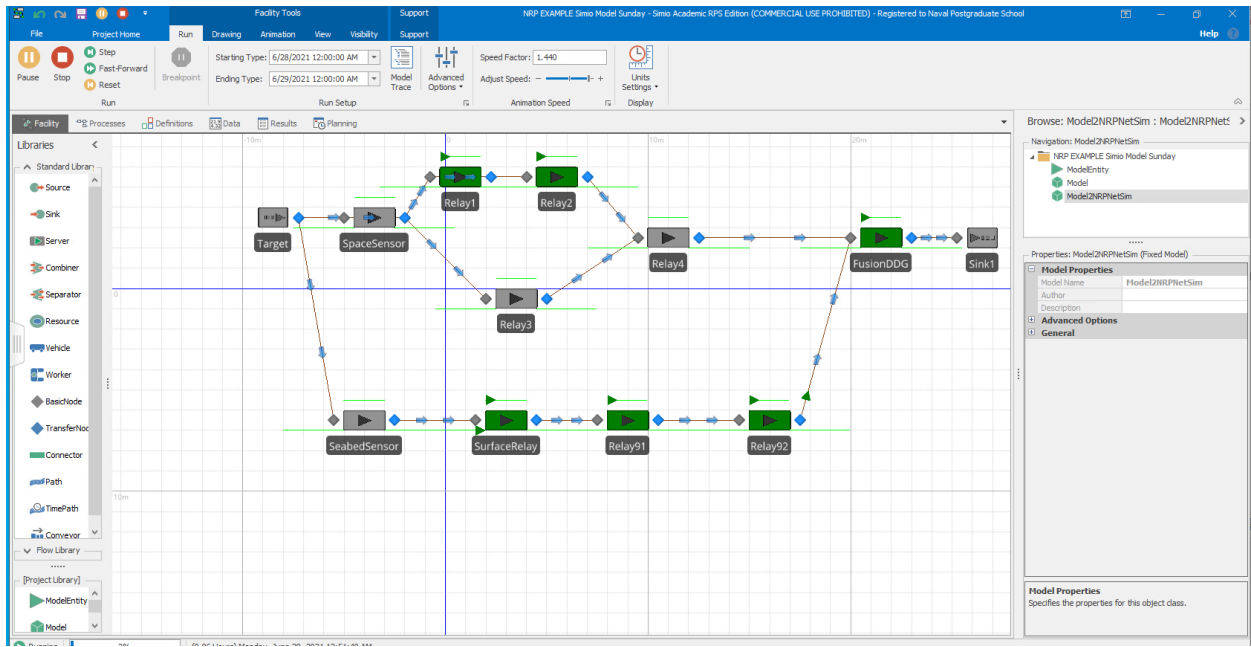 NRP EXAMPLE Simio Model Sunday - Simio Academic RPS Edition (COMMERCIAL USE PROHIBITED) - Registered to Naval Postgraduate School
Facility Tools
Support
File
Project Home
Run
Drawing
Animation
View
Visibility
Support
Help
Pause
Stop
Step
Fast-Forward
Reset
Run
Breakpoint
Starting Type: 6/28/2021 12:00:00 AM
Ending Type: 6/29/2021 12:00:00 AM
Model Trace
Advanced Options
Run Setup
Speed Factor: 1.440
Adjust Speed: - +
Animation Speed
Units Settings
Display
Facility
Processes
Definitions
Data
Results
Planning
Libraries
Standard Library
Source
Sink
Server
Combiner
Separator
Resource
Vehicle
Worker
BasicNode
TransferNod
Connector
Path
TimePath
Conveyor
Flow Library
[Project Library]
ModelEntity
Model
-10m
0
10m
20m
0
10m
Relay1
Relay2
Target
SpaceSensor
Relay4
FusionDDG
Sink1
Relay3
SeabedSensor
SurfaceRelay
Relay91
Relay92
Browse: Model2NRPNetSim : Model2NRPNetS
Navigation: Model2NRPNetSim
NRP EXAMPLE Simio Model Sunday
ModelEntity
Model
Model2NRPNetSim
Properties: Model2NRPNetSim (Fixed Model)
Model Properties
Model Name Model2NRPNetSim
Author
Description
Advanced Options
General
Model Properties
Specifies the properties for this object class.
Running